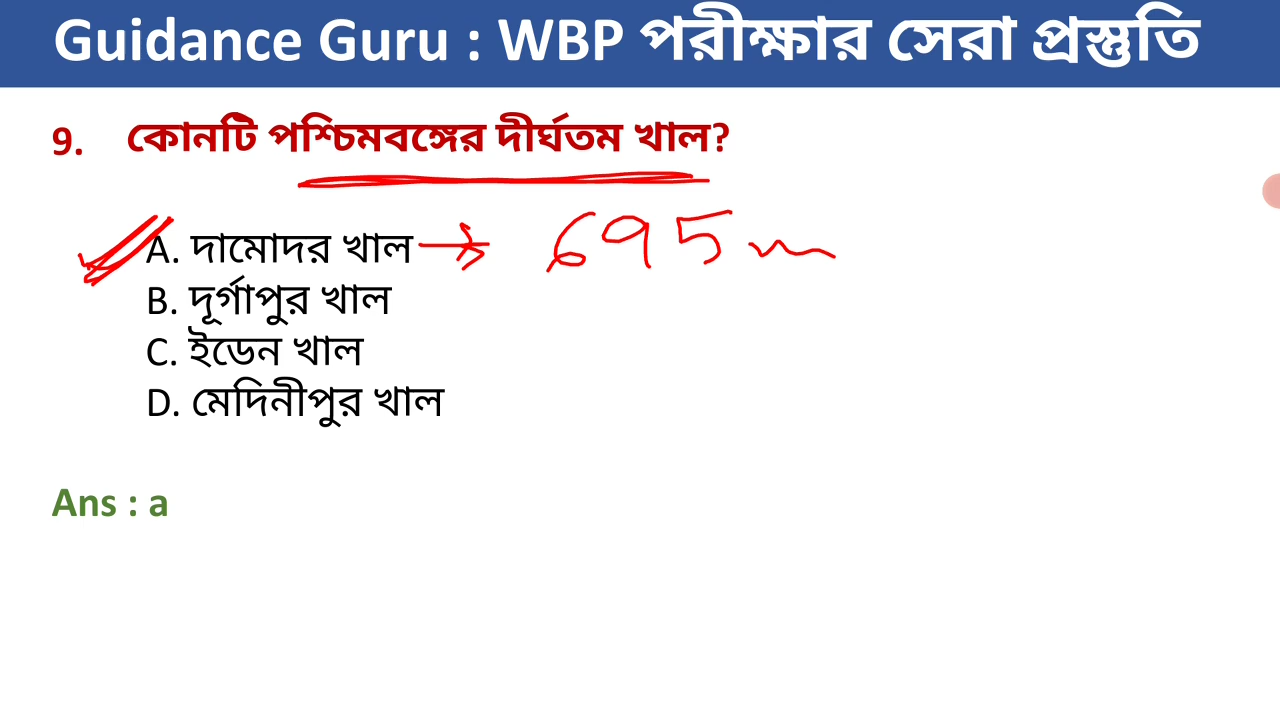 Guidance Guru : WBP পরীক্ষার সেরা প্রস্তুতি
9. কোনটি পশ্চিমবঙ্গের দীর্ঘতম খাল?
A. দামোদর খাল → 695 m
B. দূর্গাপুর খাল
C. ইডেন খাল
D. মেদিনীপুর খাল
Ans : a